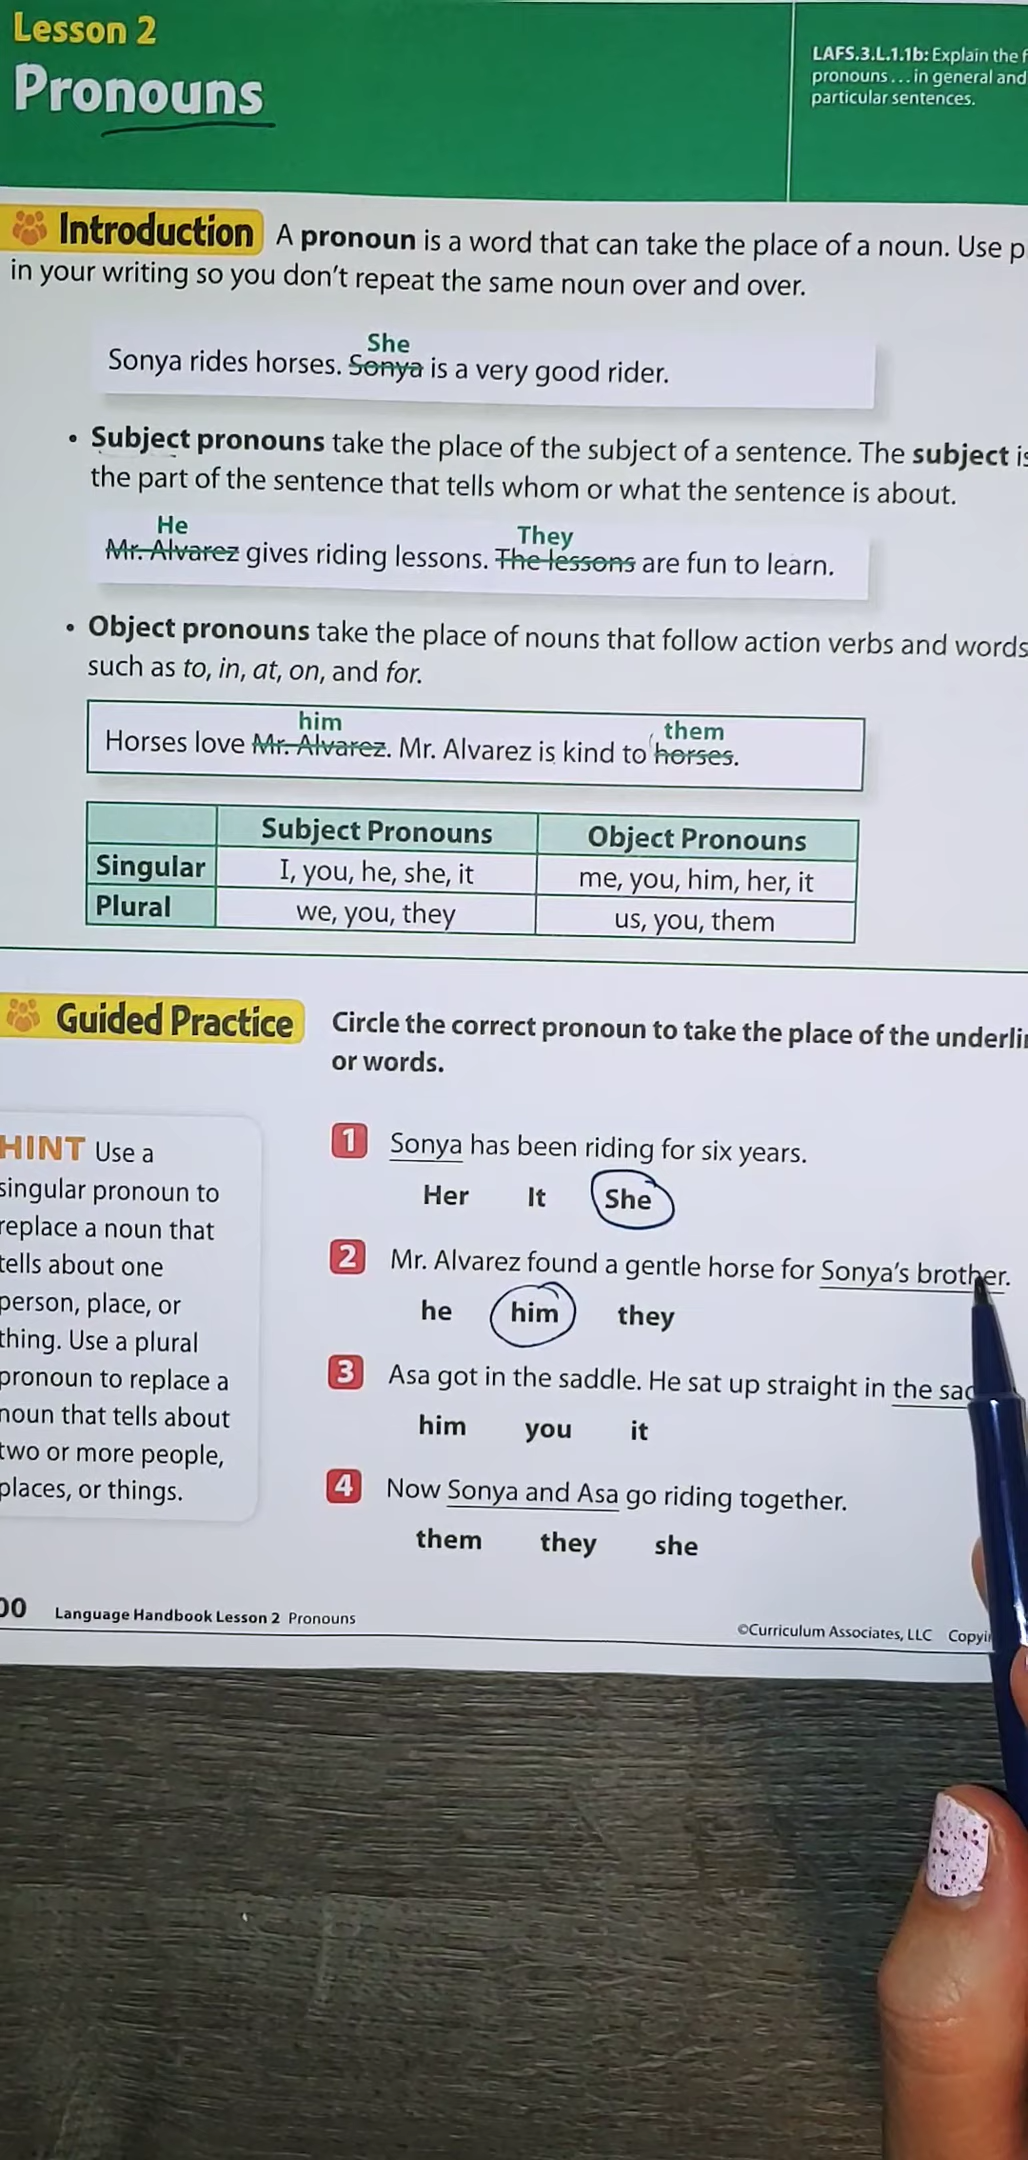 Lesson 2
Pronouns
LAFS.3.L.1.1b: Explain the f
pronouns...in general and
particular sentences.
Introduction A pronoun is a word that can take the place of a noun. Use p
in your writing so you don't repeat the same noun over and over.
She
Sonya rides horses. Sonya is a very good rider.
• Subject pronouns take the place of the subject of a sentence. The subject is
the part of the sentence that tells whom or what the sentence is about.
He They
Mr. Alvarez gives riding lessons. The lessons are fun to learn.
• Object pronouns take the place of nouns that follow action verbs and words
such as to, in, at, on, and for.
him them
Horses love Mr. Alvarez. Mr. Alvarez is kind to horses.
Subject Pronouns Object Pronouns
Singular I, you, he, she, it me, you, him, her, it
Plural we, you, they us, you, them
Guided Practice Circle the correct pronoun to take the place of the underli
or words.
HINT Use a
singular pronoun to
replace a noun that
tells about one
person, place, or
thing. Use a plural
pronoun to replace a
noun that tells about
two or more people,
places, or things.
1 Sonya has been riding for six years.
Her It She
2 Mr. Alvarez found a gentle horse for Sonya's brother.
he him they
3 Asa got in the saddle. He sat up straight in the sad
him you it
4 Now Sonya and Asa go riding together.
them they she
00 Language Handbook Lesson 2 Pronouns
©Curriculum Associates, LLC Copyi